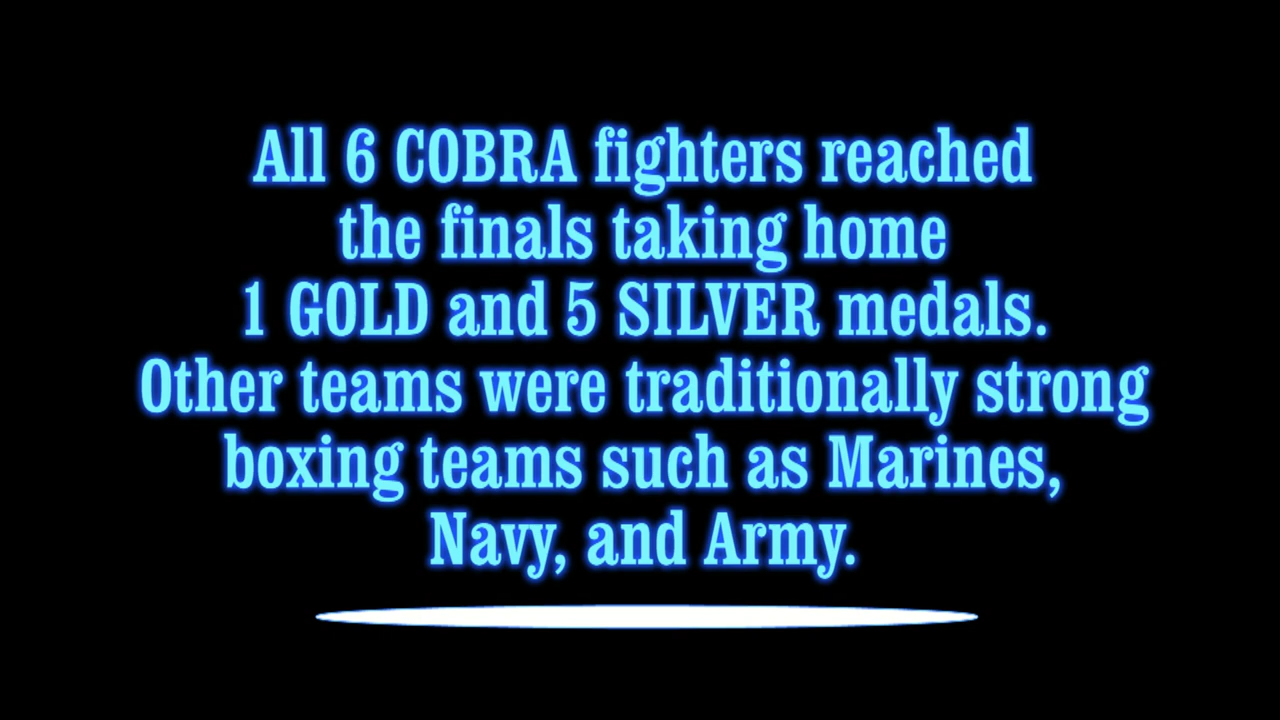 All 6 COBRA fighters reached
the finals taking home
1 GOLD and 5 SILVER medals.
Other teams were traditionally strong
boxing teams such as Marines,
Navy, and Army.